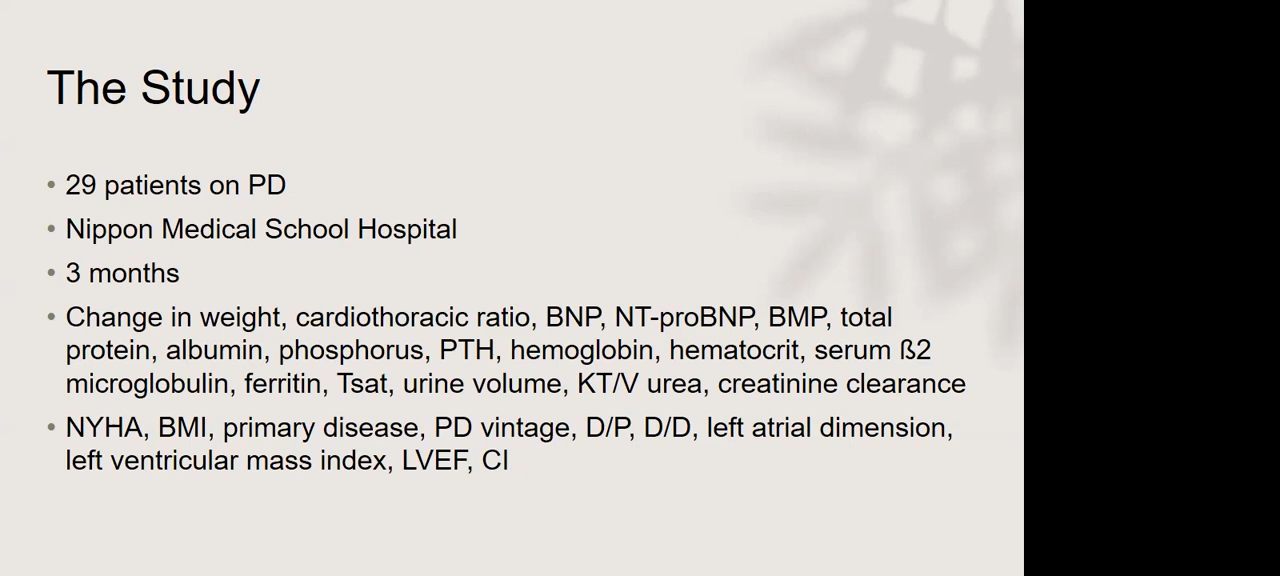 The Study
• 29 patients on PD
• Nippon Medical School Hospital
• 3 months
• Change in weight, cardiothoracic ratio, BNP, NT-proBNP, BMP, total
protein, albumin, phosphorus, PTH, hemoglobin, hematocrit, serum ß2
microglobulin, ferritin, Tsat, urine volume, KT/V urea, creatinine clearance
• NYHA, BMI, primary disease, PD vintage, D/P, D/D, left atrial dimension,
left ventricular mass index, LVEF, CI